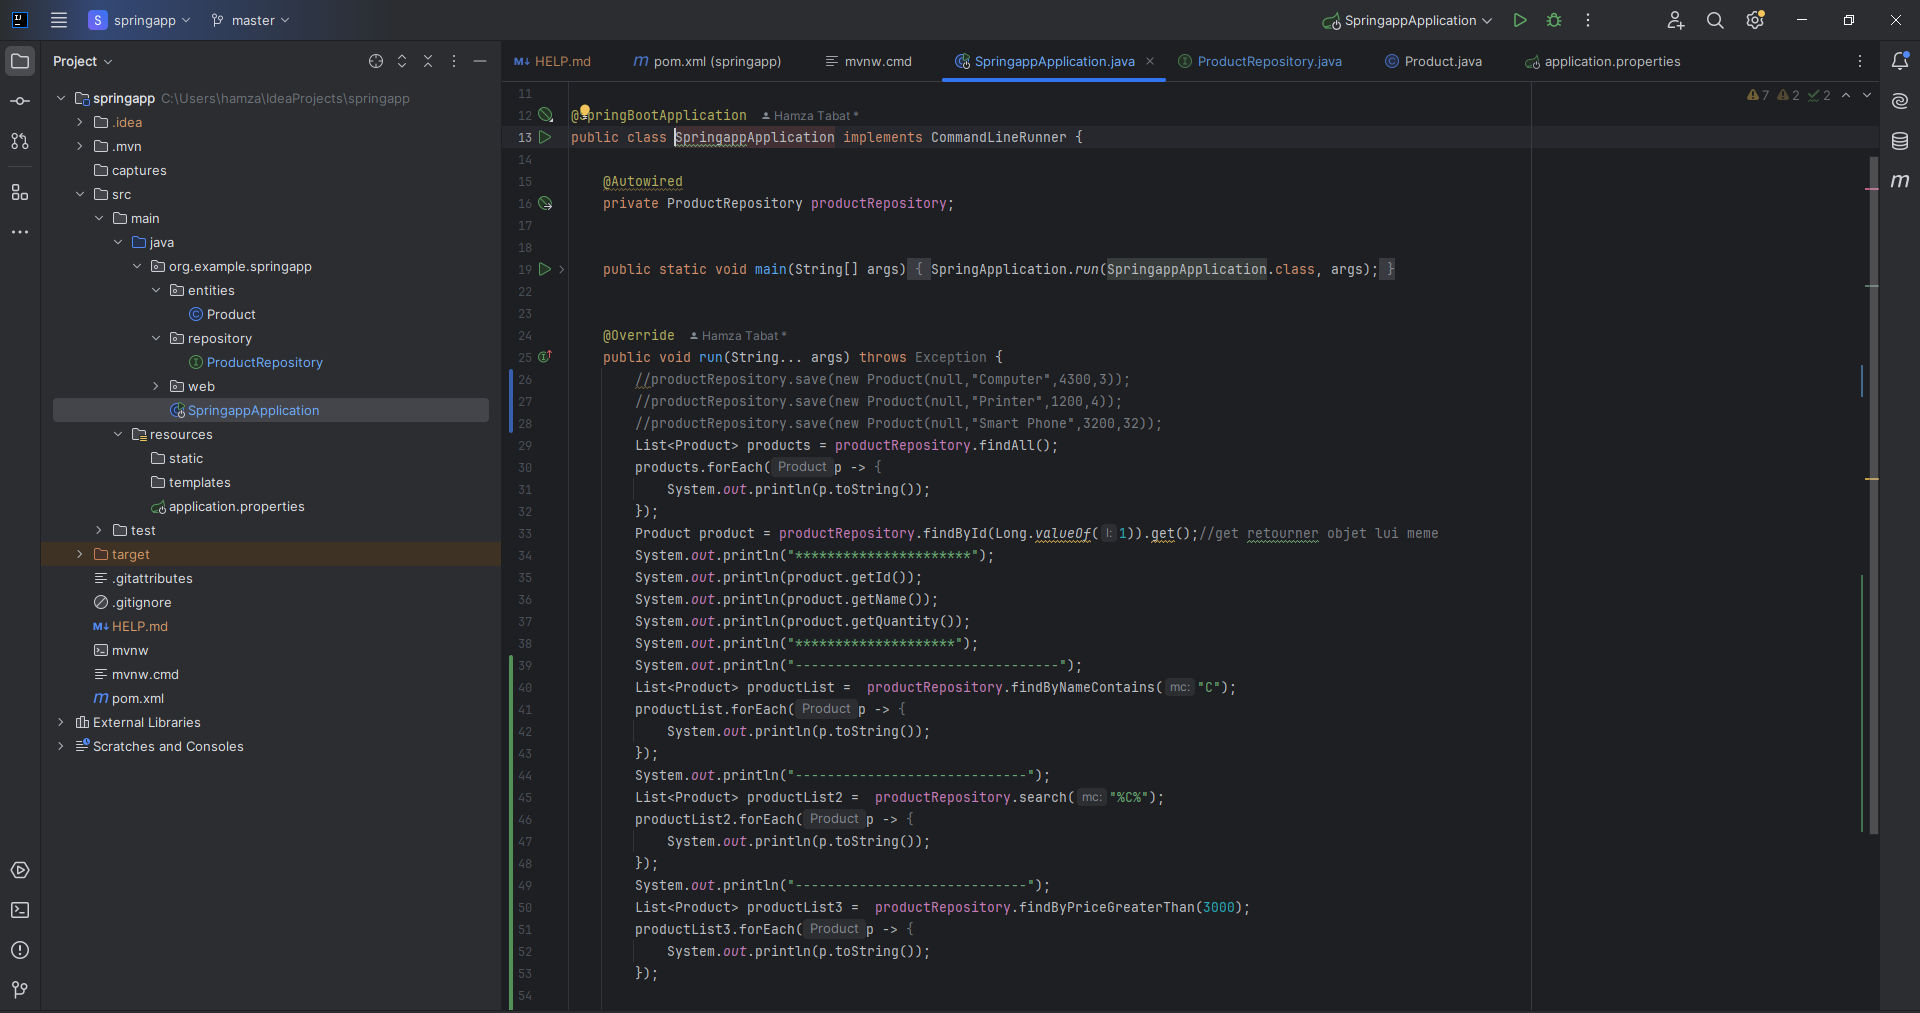 springapp
master
SpringappApplication
Project
M↓ HELP.md
pom.xml (springapp)
mvnw.cmd
SpringappApplication.java
ProductRepository.java
Product.java
application.properties
springapp C:\Users\hamza\IdeaProjects\springapp
.idea
.mvn
captures
src
main
java
org.example.springapp
entities
Product
repository
ProductRepository
web
SpringappApplication
resources
static
templates
application.properties
test
target
.gitattributes
.gitignore
M↓ HELP.md
mvnw
mvnw.cmd
pom.xml
External Libraries
Scratches and Consoles
7 2 2
11
12 @SpringBootApplication Hamza Tabat *
13 public class SpringappApplication implements CommandLineRunner {
14
15 @Autowired
16 private ProductRepository productRepository;
17
18
19 public static void main(String[] args) { SpringApplication.run(SpringappApplication.class, args); }
22
23
24 @Override Hamza Tabat *
25 public void run(String... args) throws Exception {
26 //productRepository.save(new Product(null,"Computer",4300,3));
27 //productRepository.save(new Product(null,"Printer",1200,4));
28 //productRepository.save(new Product(null,"Smart Phone",3200,32));
29 List<Product> products = productRepository.findAll();
30 products.forEach( Product p -> {
31 System.out.println(p.toString());
32 });
33 Product product = productRepository.findById(Long.valueOf( l: 1)).get();//get retourner objet lui meme
34 System.out.println("**********************");
35 System.out.println(product.getId());
36 System.out.println(product.getName());
37 System.out.println(product.getQuantity());
38 System.out.println("********************");
39 System.out.println("---------------------------------");
40 List<Product> productList = productRepository.findByNameContains( mc: "C");
41 productList.forEach( Product p -> {
42 System.out.println(p.toString());
43 });
44 System.out.println("-----------------------------");
45 List<Product> productList2 = productRepository.search( mc: "%C%");
46 productList2.forEach( Product p -> {
47 System.out.println(p.toString());
48 });
49 System.out.println("-----------------------------");
50 List<Product> productList3 = productRepository.findByPriceGreaterThan(3000);
51 productList3.forEach( Product p -> {
52 System.out.println(p.toString());
53 });
54